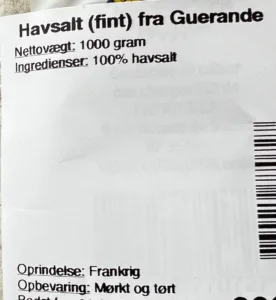 Havsalt (fint) fra Guerande
Nettovægt: 1000 gram
Ingredienser: 100% havsalt
Oprindelse: Frankrig
Opbevaring: Mørkt og tørt